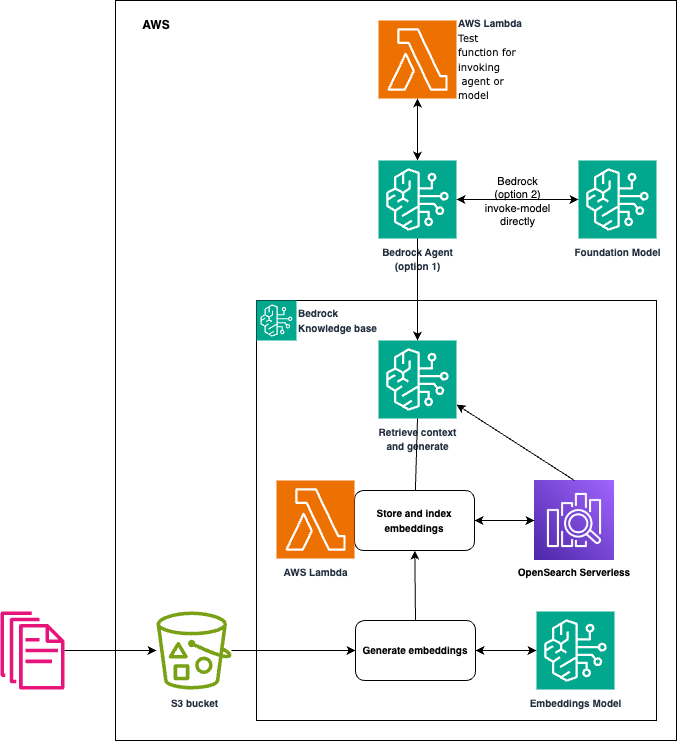 AWS
AWS Lambda
Test
function for
invoking
agent or
model
Bedrock
(option 2)
invoke-model
directly
Bedrock Agent
(option 1)
Foundation Model
Bedrock
Knowledge base
Retrieve context
and generate
Store and index
embeddings
AWS Lambda
OpenSearch Serverless
Generate embeddings
S3 bucket
Embeddings Model